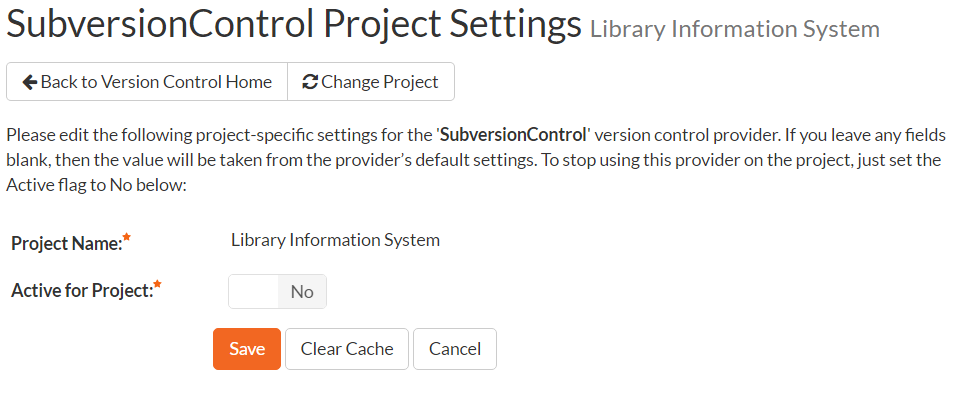 SubversionControl Project Settings Library Information System
Back to Version Control Home Change Project
Please edit the following project-specific settings for the 'SubversionControl' version control provider. If you leave any fields
blank, then the value will be taken from the provider’s default settings. To stop using this provider on the project, just set the
Active flag to No below:
Project Name:* Library Information System
Active for Project:* No
Save Clear Cache Cancel